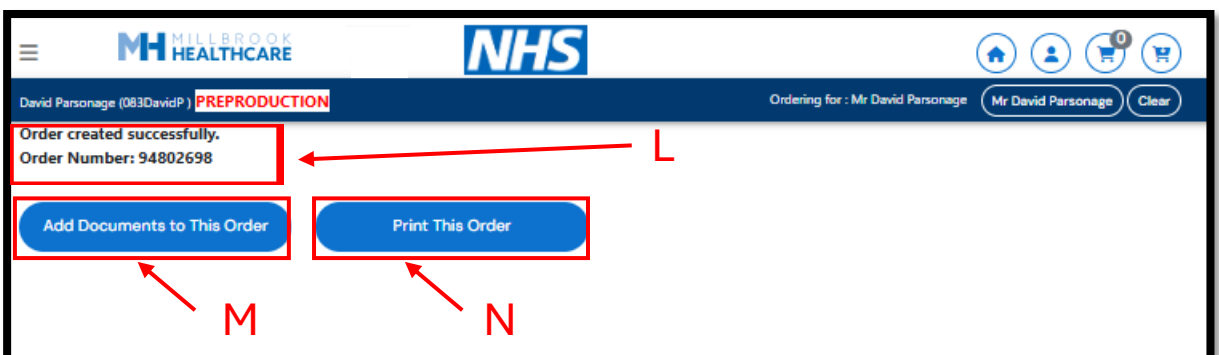 MH MILLBROOK HEALTHCARE
NHS
0
David Parsonage (083DavidP ) PREPRODUCTION
Ordering for : Mr David Parsonage
Mr David Parsonage
Clear
Order created successfully.
Order Number: 94802698
L
Add Documents to This Order
Print This Order
M
N